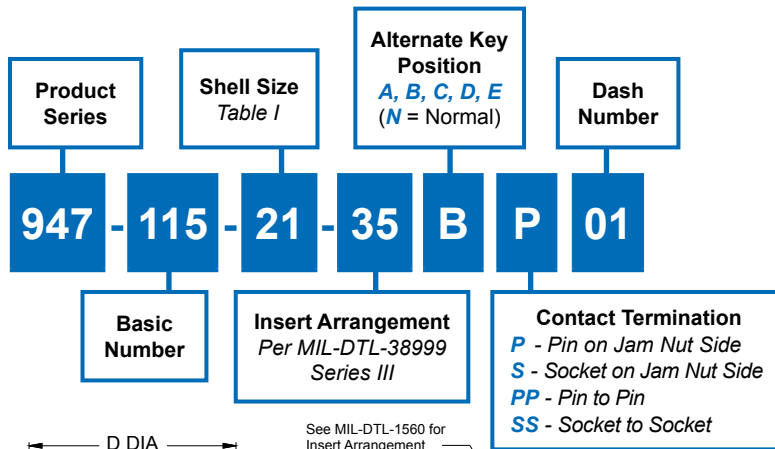 Product
Series
Shell Size
Table I
Alternate Key
Position
A, B, C, D, E
(N = Normal)
Dash
Number
947 - 115 - 21 - 35 B P 01
Basic
Number
Insert Arrangement
Per MIL-DTL-38999
Series III
Contact Termination
P - Pin on Jam Nut Side
S - Socket on Jam Nut Side
PP - Pin to Pin
SS - Socket to Socket
D DIA
See MIL-DTL-1560 for
Insert Arrangement